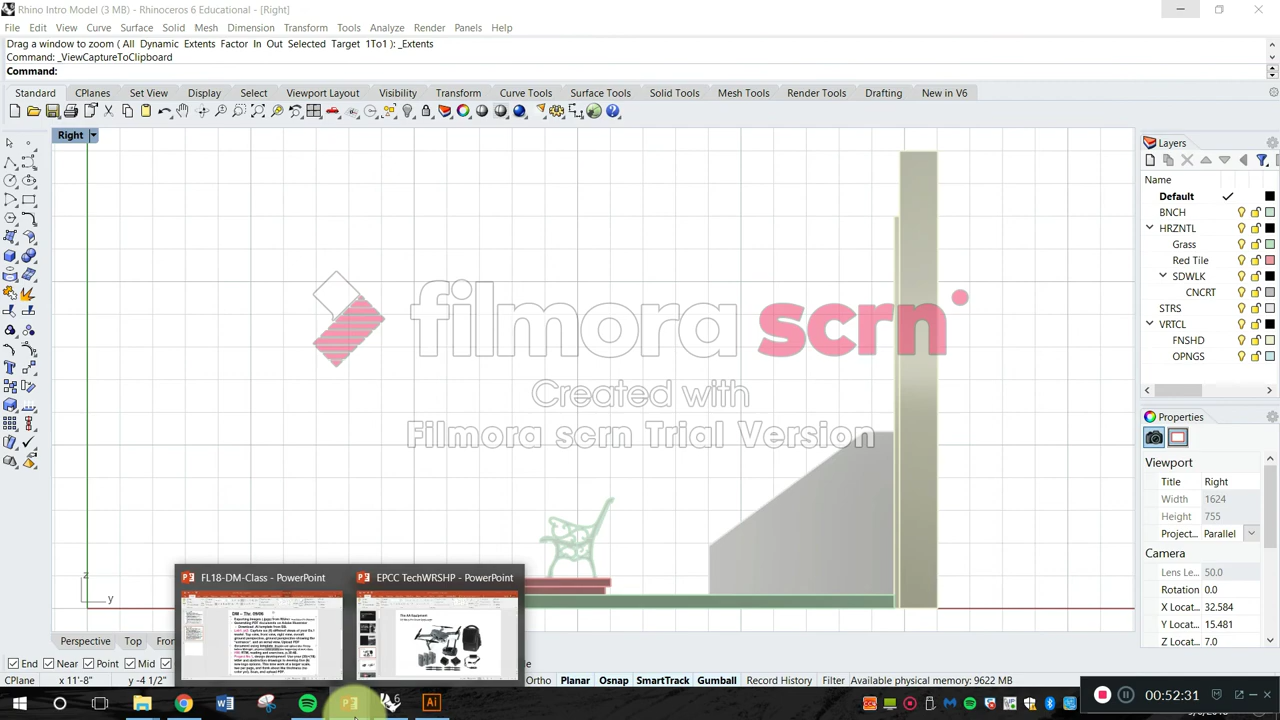 Rhino Intro Model (3 MB) - Rhinoceros 6 Educational - [Right]
File Edit View Curve Surface Solid Mesh Dimension Transform Tools Analyze Render Panels Help
Drag a window to zoom ( All Dynamic Extents Factor In Out Selected Target 1To1 ): _Extents
Command: _ViewCaptureToClipboard
Command:
Standard CPlanes Set View Display Select Viewport Layout Visibility Transform Curve Tools Surface Tools Solid Tools Mesh Tools Render Tools Drafting New in V6
Right
Layers
Name
Default
BNCH
HRZNTL
Grass
Red Tile
SDWLK
CNCRT
STRS
VRTCL
FNSHD
OPNGS
filmora scrn
Created with
Filmora scrn Trial Version
Properties
Viewport
Title Right
Width 1624
Height 755
Project... Parallel
Camera
Lens Le... 50.0
Rotation 0.0
X Locat... 32.584
Y Locat... 15.481
Z Locat... 7.0
z
y
FL18-DM-Class - PowerPoint
EPCC TechWRSHP - PowerPoint
Perspective Top Fron
End Near Point Mid
Ortho Planar Osnap SmartTrack Gumball Record History Filter Available physical memory: 9622 MB
CPlane x 11'-8" y -4 1/2"
00:52:31